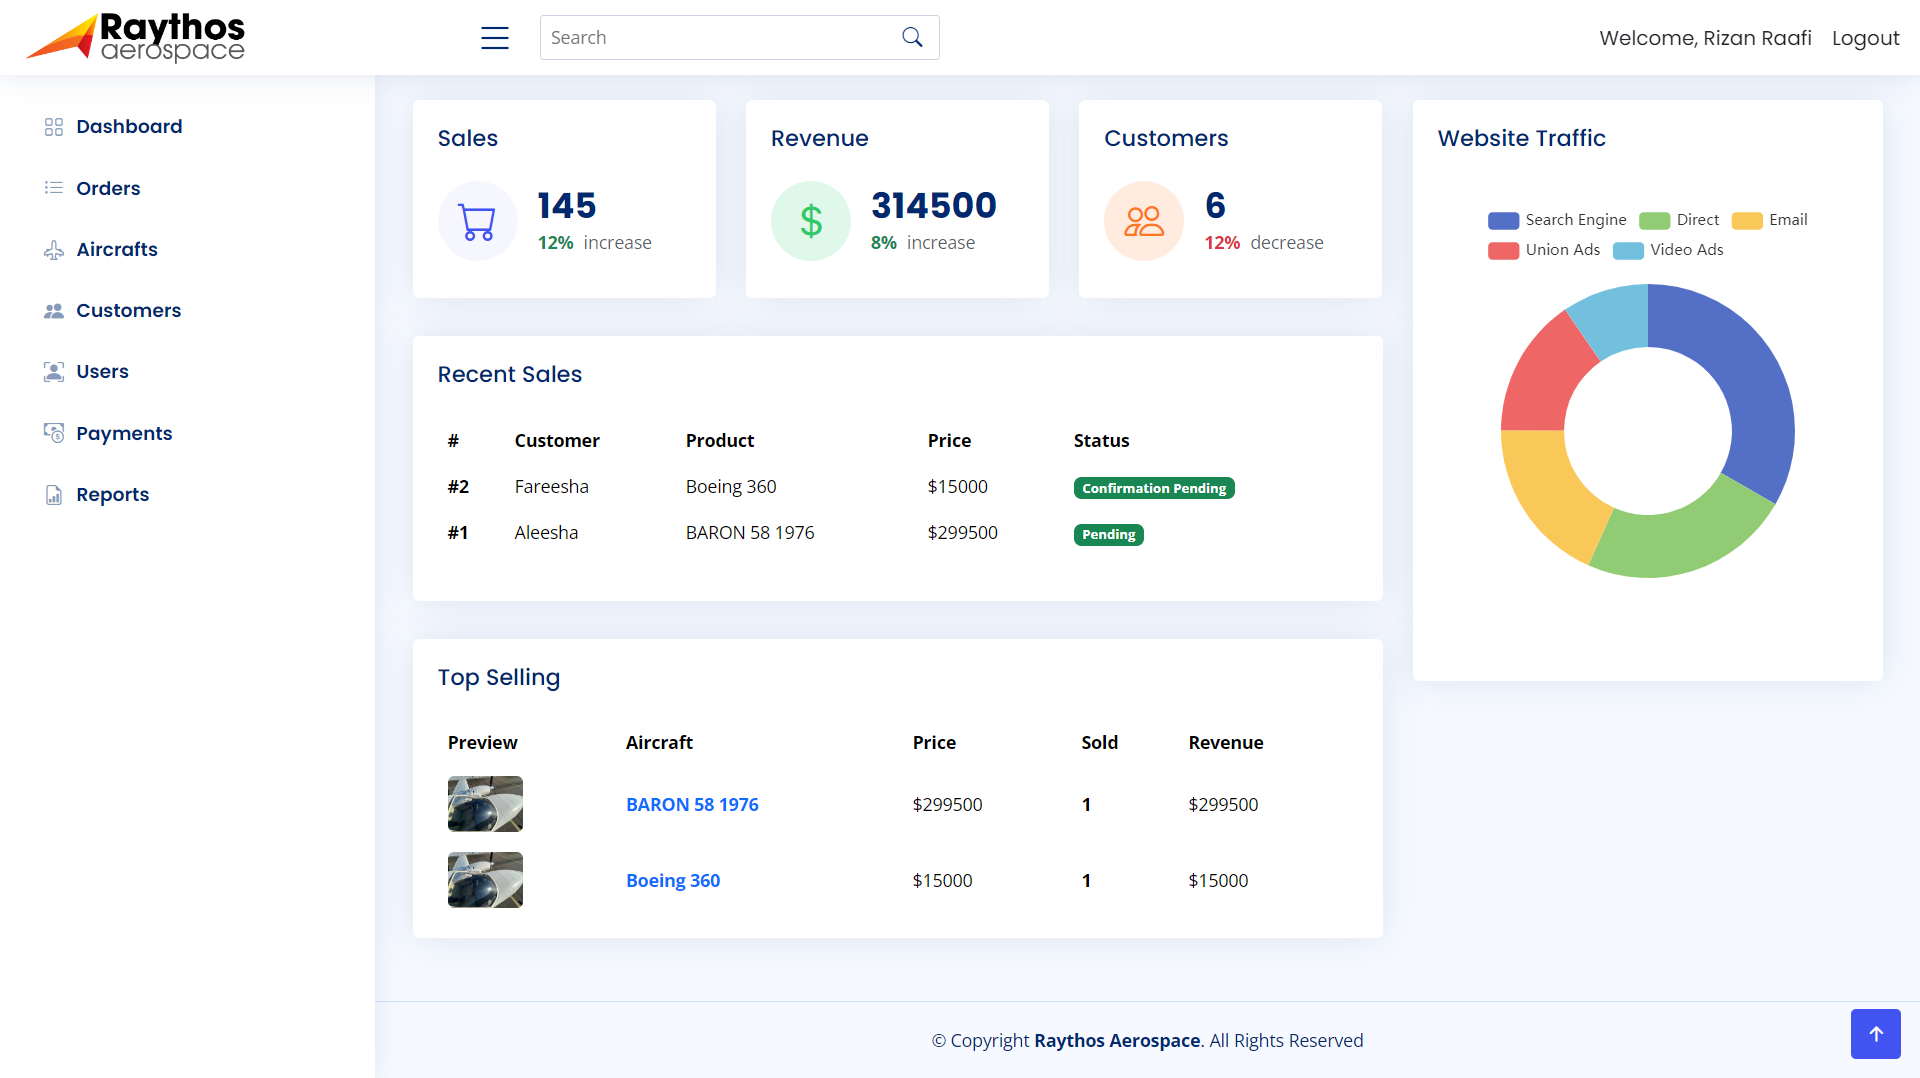 Raythos
aerospace
Search
Welcome, Rizan Raafi Logout
Dashboard
Orders
Aircrafts
Customers
Users
Payments
Reports
Sales
145
12% increase
Revenue
$
314500
8% increase
Customers
6
12% decrease
Website Traffic
Search Engine Direct Email
Union Ads Video Ads
Recent Sales
# Customer Product Price Status
#2 Fareesha Boeing 360 $15000 Confirmation Pending
#1 Aleesha BARON 58 1976 $299500 Pending
Top Selling
Preview Aircraft Price Sold Revenue
BARON 58 1976 $299500 1 $299500
Boeing 360 $15000 1 $15000
© Copyright Raythos Aerospace. All Rights Reserved